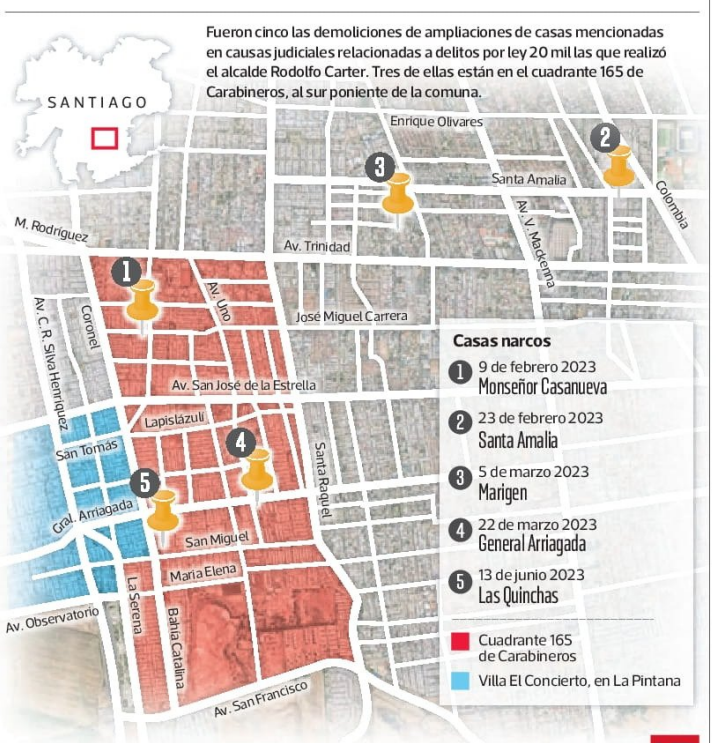 Fueron cinco las demoliciones de ampliaciones de casas mencionadas
en causas judiciales relacionadas a delitos por ley 20 mil las que realizó
el alcalde Rodolfo Carter. Tres de ellas están en el cuadrante 165 de
Carabineros, al sur poniente de la comuna.
SANTIAGO
Enrique Olivares
2
3
Santa Amalia
Colombia
M. Rodríguez
Av. V. Mackenna
Av. Trinidad
1
Av. Uno
Av. C. R. Silva Henríquez
Coronel
José Miguel Carrera
Av. San José de la Estrella
Lapislázuli
San Tomás
4
Santa Raquel
5
Gral. Arriagada
San Miguel
María Elena
La Serena
Bahía Catalina
Av. Observatorio
Av. San Francisco
Casas narcos
1 9 de febrero 2023
Monseñor Casanueva
2 23 de febrero 2023
Santa Amalia
3 5 de marzo 2023
Marigen
4 22 de marzo 2023
General Arriagada
5 13 de junio 2023
Las Quinchas
Cuadrante 165
de Carabineros
Villa El Concierto, en La Pintana